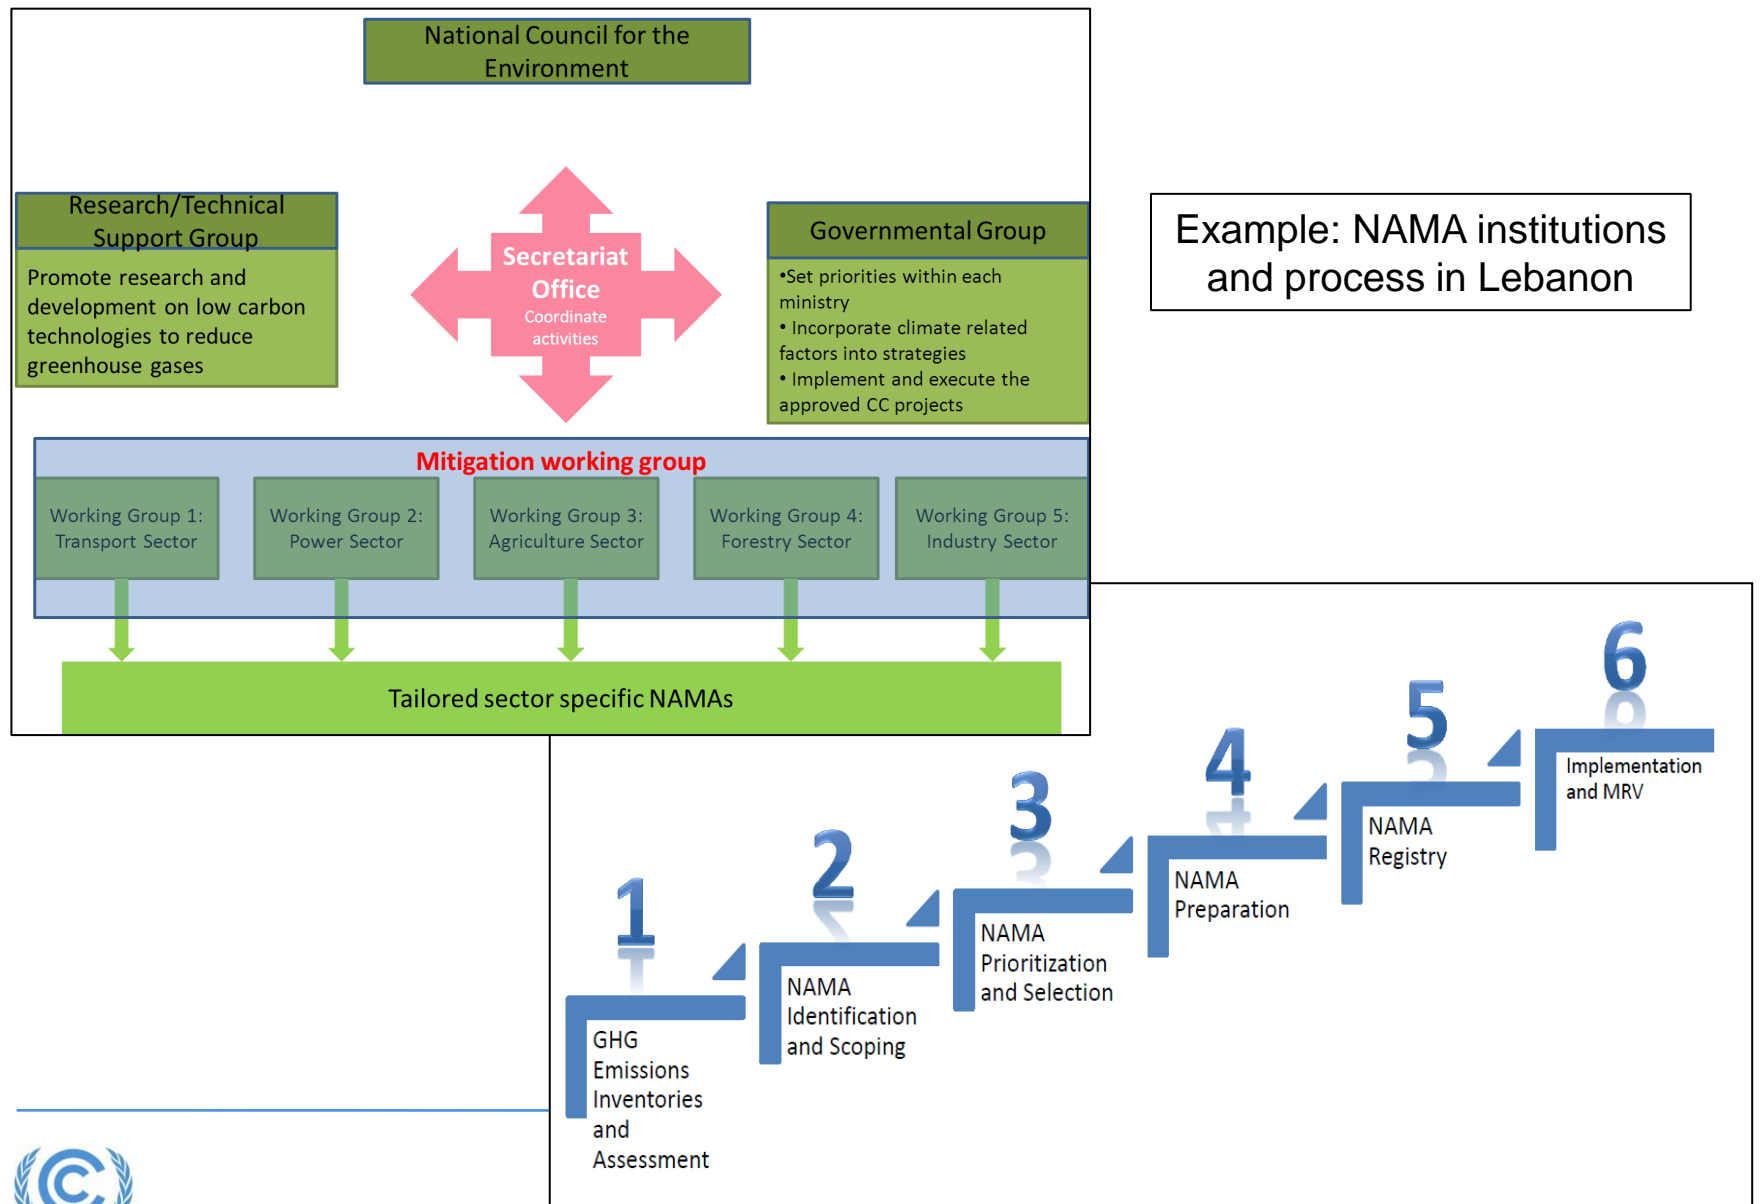 National Council for the
Environment
Research/Technical
Support Group
Promote research and
development on low carbon
technologies to reduce
greenhouse gases
Secretariat
Office
Coordinate
activities
Governmental Group
•Set priorities within each
ministry
• Incorporate climate related
factors into strategies
• Implement and execute the
approved CC projects
Example: NAMA institutions
and process in Lebanon
Mitigation working group
Working Group 1:
Transport Sector
Working Group 2:
Power Sector
Working Group 3:
Agriculture Sector
Working Group 4:
Forestry Sector
Working Group 5:
Industry Sector
Tailored sector specific NAMAs
1
GHG
Emissions
Inventories
and
Assessment
2
NAMA
Identification
and Scoping
3
NAMA
Prioritization
and Selection
4
NAMA
Preparation
5
NAMA
Registry
6
Implementation
and MRV